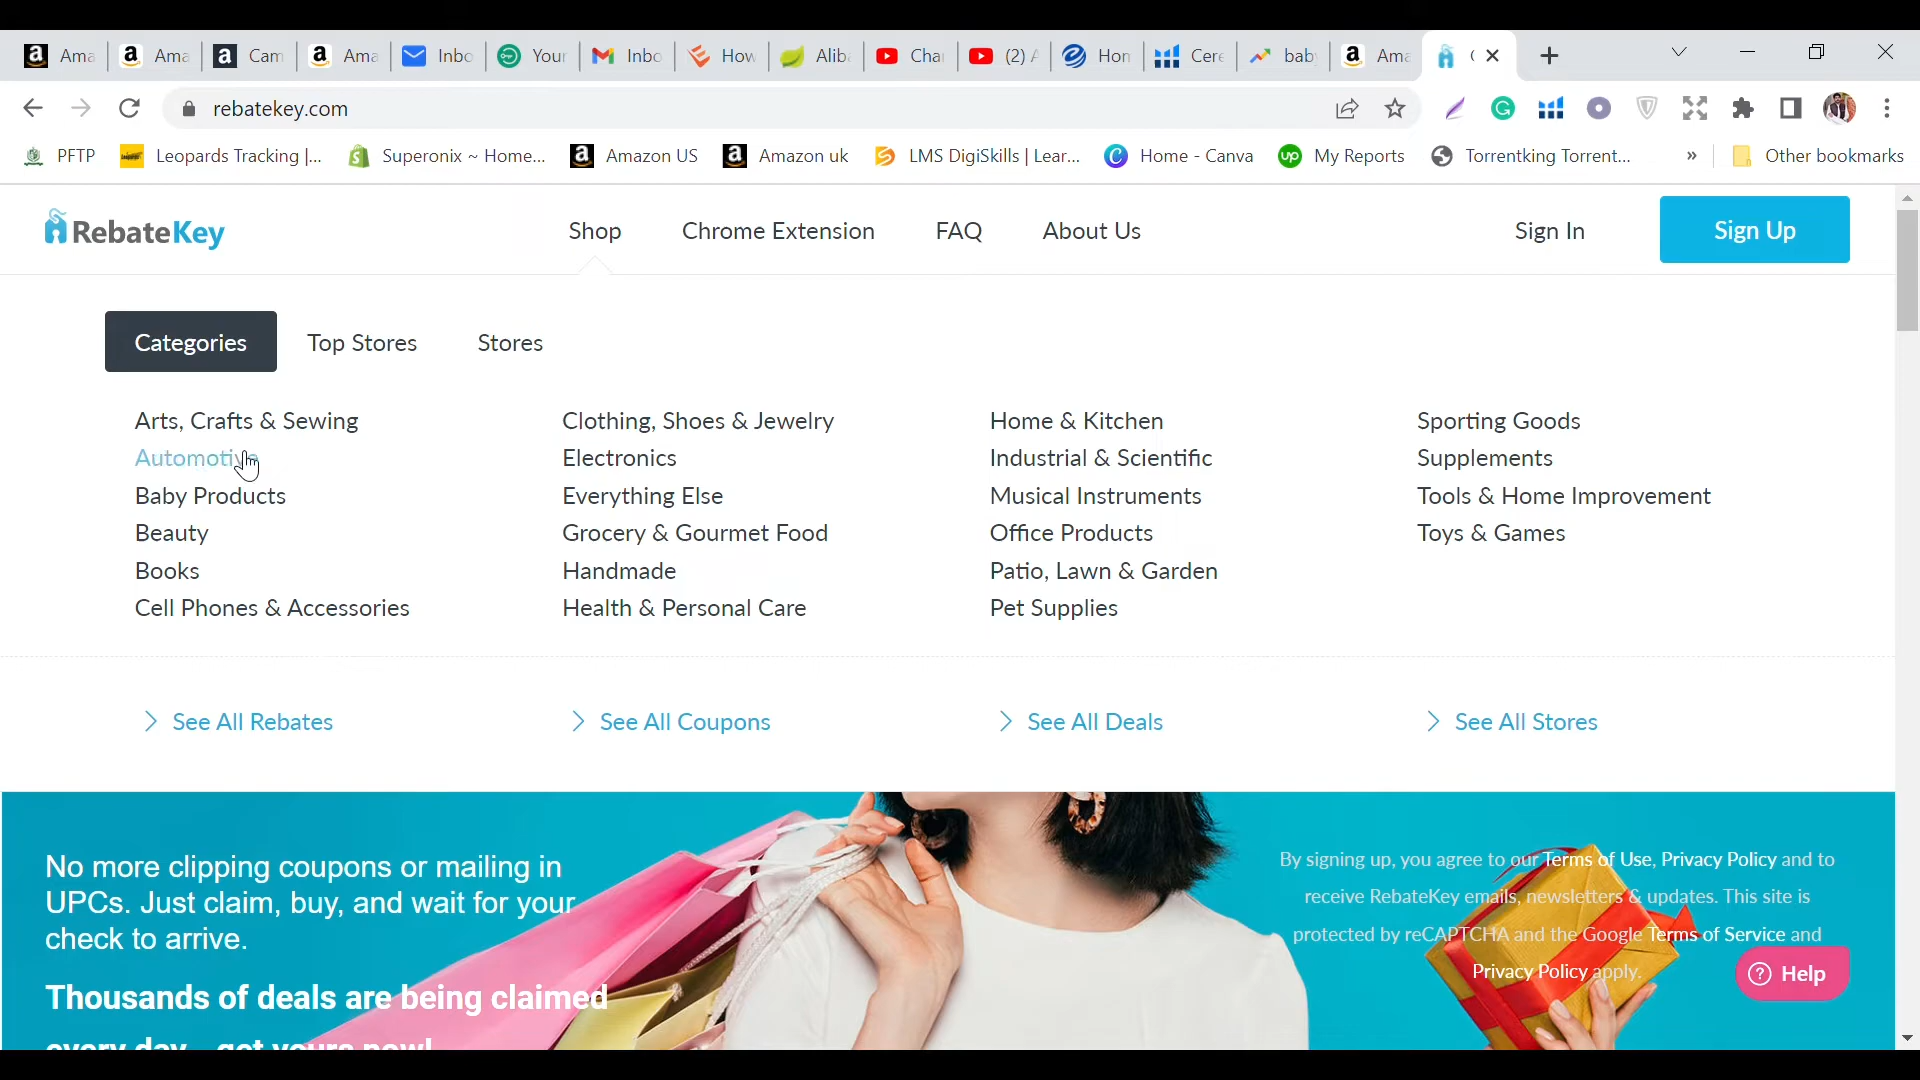 Ama
Ama
Cam
Ama
Inbo
Your
Inbo
How
Alib
Cha
(2) A
Hom
Cere
bab
Ama
rebatekey.com
PFTP
Leopards Tracking |...
Superonix ~ Home...
Amazon US
Amazon uk
LMS DigiSkills | Lear...
Home - Canva
My Reports
Torrentking Torrent...
»
Other bookmarks
RebateKey
Shop
Chrome Extension
FAQ
About Us
Sign In
Sign Up
Categories
Top Stores
Stores
Arts, Crafts & Sewing
Automotive
Baby Products
Beauty
Books
Cell Phones & Accessories
Clothing, Shoes & Jewelry
Electronics
Everything Else
Grocery & Gourmet Food
Handmade
Health & Personal Care
Home & Kitchen
Industrial & Scientific
Musical Instruments
Office Products
Patio, Lawn & Garden
Pet Supplies
Sporting Goods
Supplements
Tools & Home Improvement
Toys & Games
See All Rebates
See All Coupons
See All Deals
See All Stores
No more clipping coupons or mailing in
UPCs. Just claim, buy, and wait for your
check to arrive.
Thousands of deals are being claimed
every day - get yours now!
By signing up, you agree to our Terms of Use, Privacy Policy and to
receive RebateKey emails, newsletters & updates. This site is
protected by reCAPTCHA and the Google Terms of Service and
Privacy Policy apply.
Help